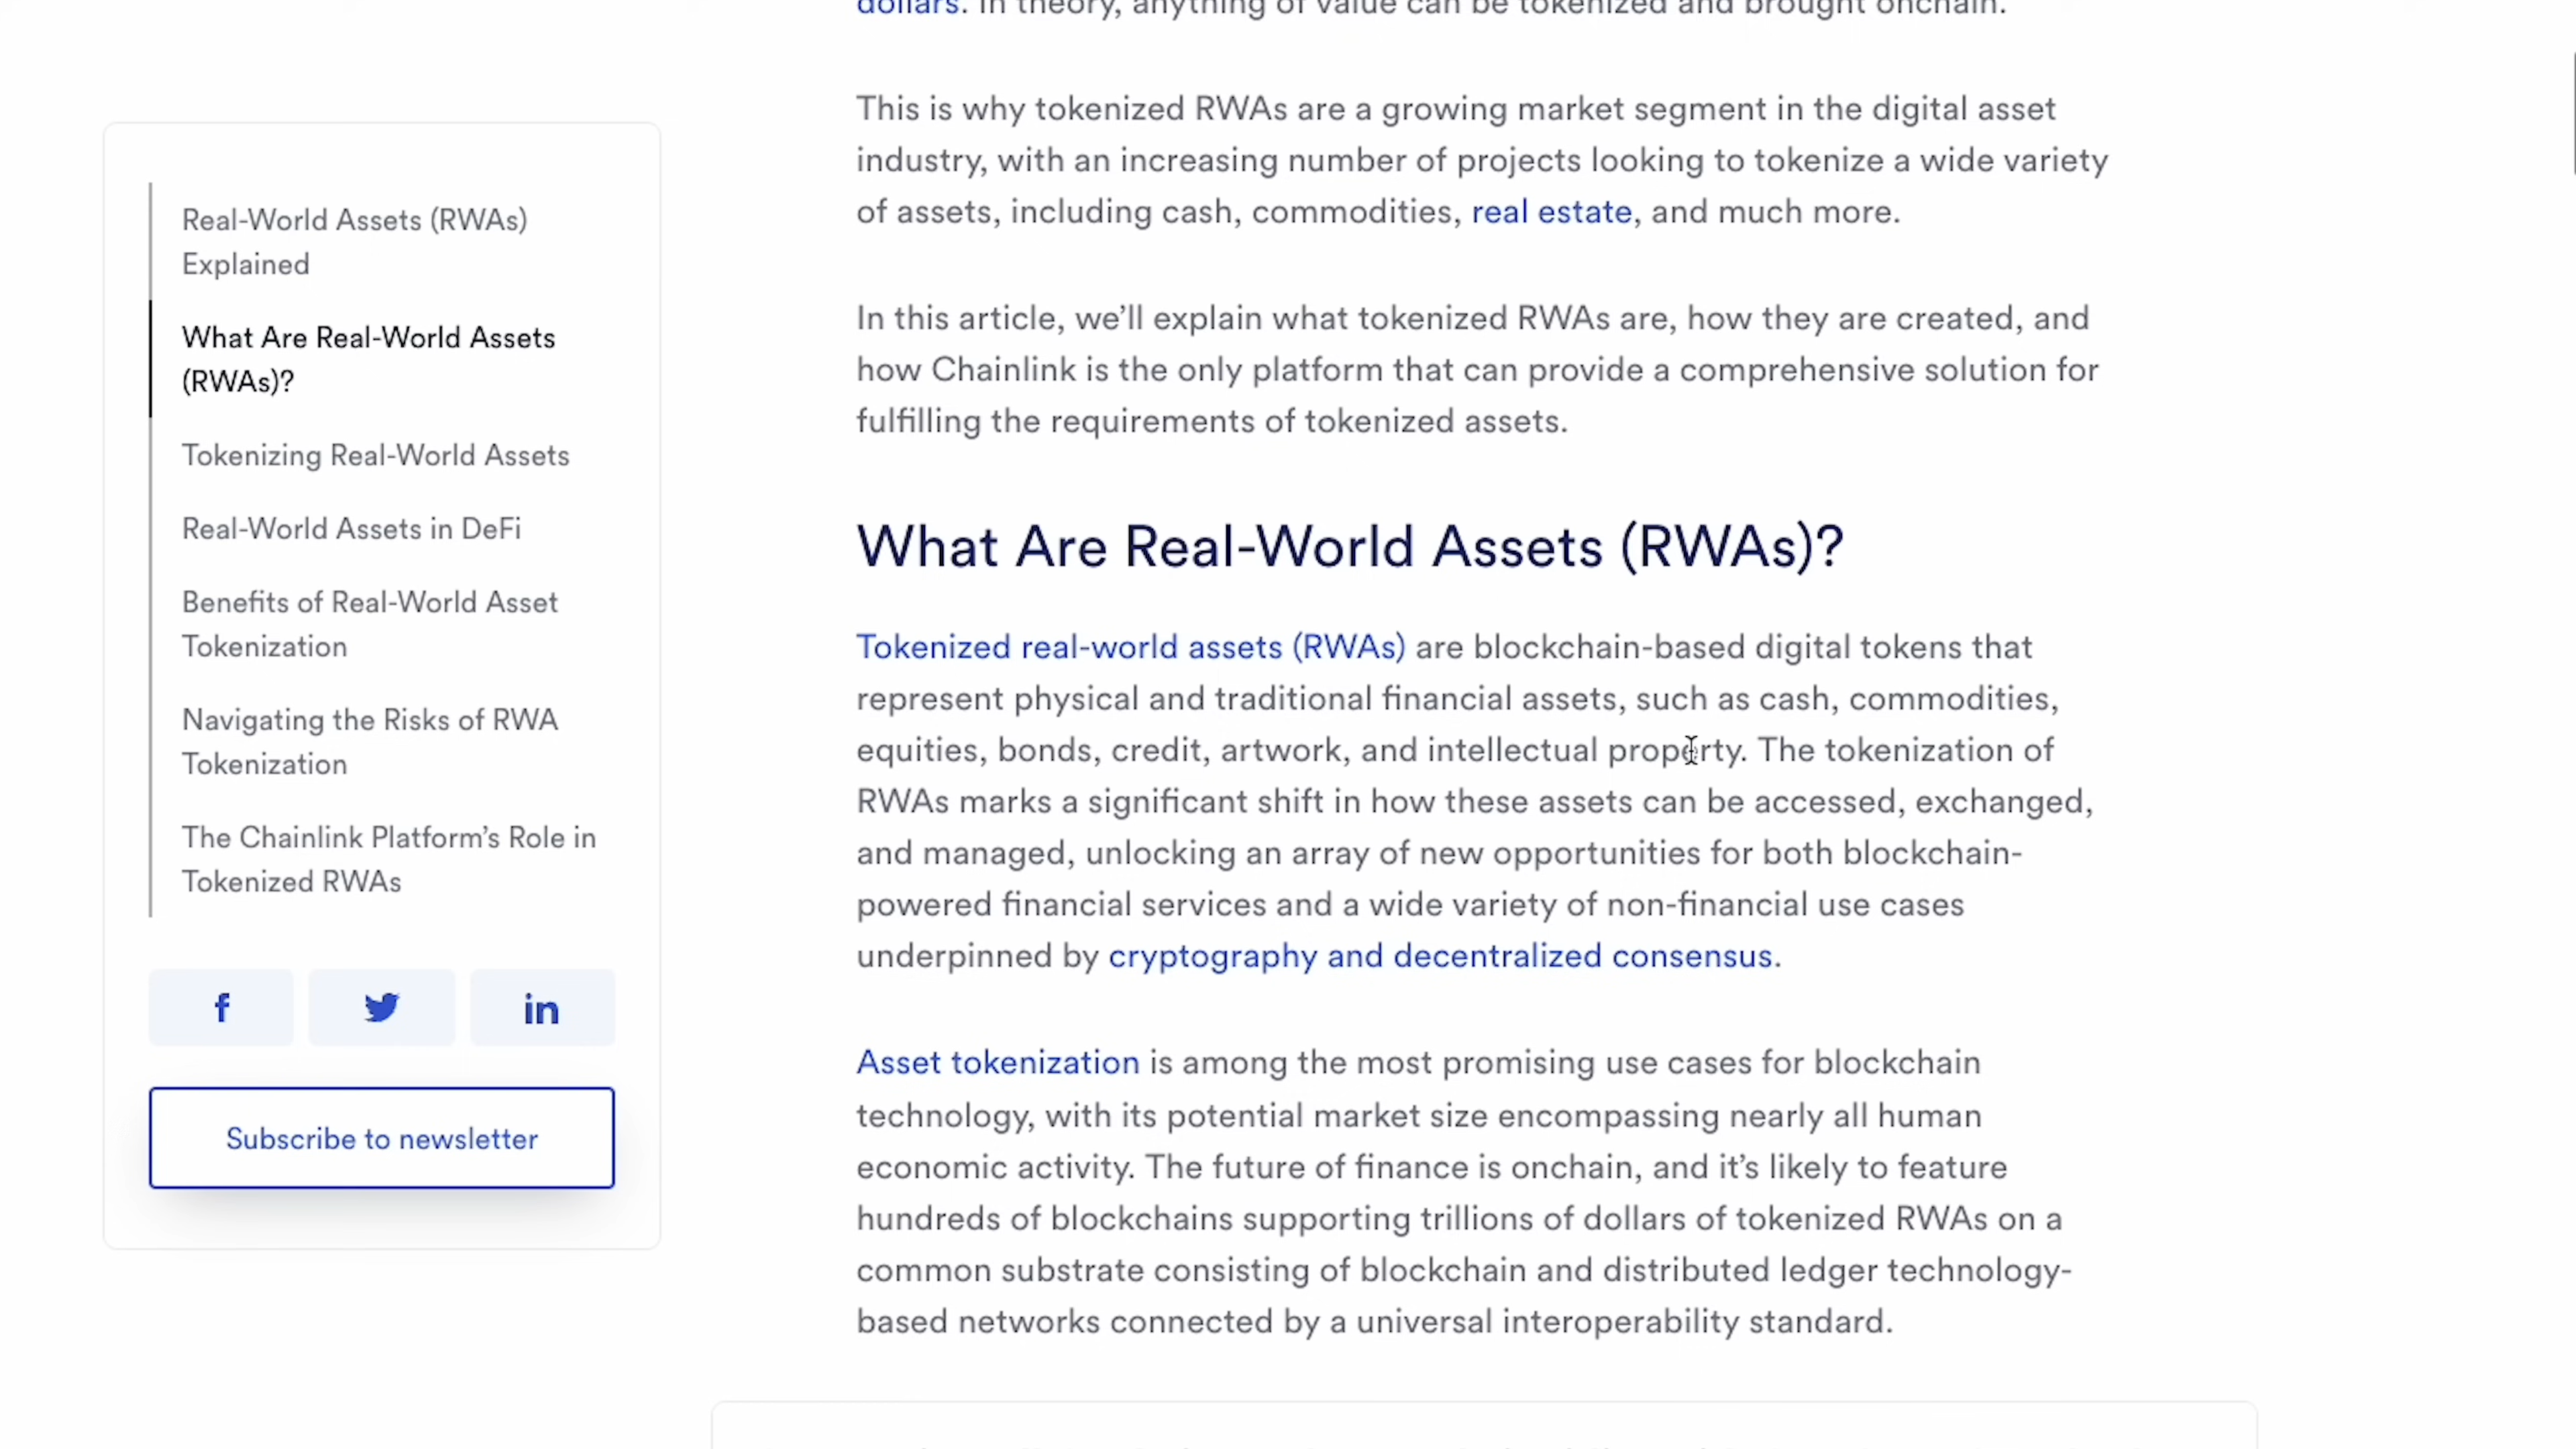 dollars. In theory, anything of value can be tokenized and brought onchain.
This is why tokenized RWAs are a growing market segment in the digital asset
industry, with an increasing number of projects looking to tokenize a wide variety
of assets, including cash, commodities, real estate, and much more.
In this article, we’ll explain what tokenized RWAs are, how they are created, and
how Chainlink is the only platform that can provide a comprehensive solution for
fulfilling the requirements of tokenized assets.
What Are Real-World Assets (RWAs)?
Tokenized real-world assets (RWAs) are blockchain-based digital tokens that
represent physical and traditional financial assets, such as cash, commodities,
equities, bonds, credit, artwork, and intellectual property. The tokenization of
RWAs marks a significant shift in how these assets can be accessed, exchanged,
and managed, unlocking an array of new opportunities for both blockchain-
powered financial services and a wide variety of non-financial use cases
underpinned by cryptography and decentralized consensus.
Asset tokenization is among the most promising use cases for blockchain
technology, with its potential market size encompassing nearly all human
economic activity. The future of finance is onchain, and it’s likely to feature
hundreds of blockchains supporting trillions of dollars of tokenized RWAs on a
common substrate consisting of blockchain and distributed ledger technology-
based networks connected by a universal interoperability standard.
Real-World Assets (RWAs)
Explained
What Are Real-World Assets
(RWAs)?
Tokenizing Real-World Assets
Real-World Assets in DeFi
Benefits of Real-World Asset
Tokenization
Navigating the Risks of RWA
Tokenization
The Chainlink Platform’s Role in
Tokenized RWAs
f
in
Subscribe to newsletter